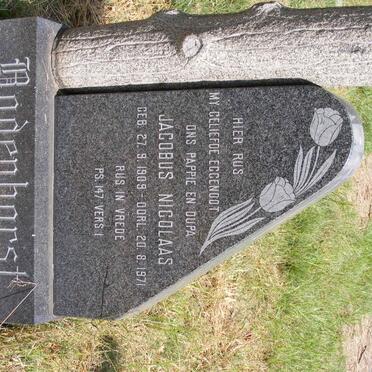 HIER RUS
MY GELIEFDE EGGENOOT
ONS PAPPIE EN OUPA
JACOBUS NICOLAAS
GEB. 27. 9. 1909 - OORL. 20. 8. 1971
RUS IN VREDE
PS. 147 VERS 1
Bodenhorst